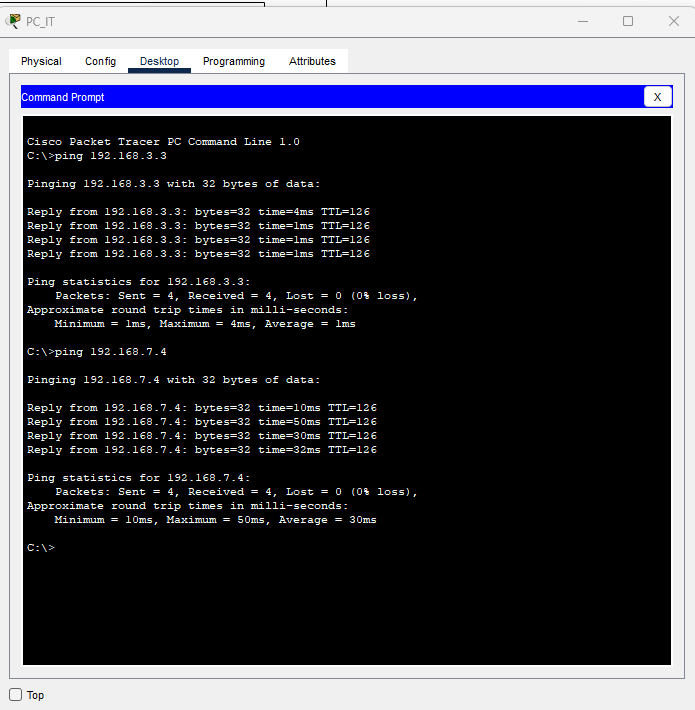 PC_IT
Physical Config Desktop Programming Attributes
Command Prompt X
Cisco Packet Tracer PC Command Line 1.0
C:\>ping 192.168.3.3
Pinging 192.168.3.3 with 32 bytes of data:
Reply from 192.168.3.3: bytes=32 time=4ms TTL=126
Reply from 192.168.3.3: bytes=32 time=1ms TTL=126
Reply from 192.168.3.3: bytes=32 time=1ms TTL=126
Reply from 192.168.3.3: bytes=32 time=1ms TTL=126
Ping statistics for 192.168.3.3:
Packets: Sent = 4, Received = 4, Lost = 0 (0% loss),
Approximate round trip times in milli-seconds:
Minimum = 1ms, Maximum = 4ms, Average = 1ms
C:\>ping 192.168.7.4
Pinging 192.168.7.4 with 32 bytes of data:
Reply from 192.168.7.4: bytes=32 time=10ms TTL=126
Reply from 192.168.7.4: bytes=32 time=50ms TTL=126
Reply from 192.168.7.4: bytes=32 time=30ms TTL=126
Reply from 192.168.7.4: bytes=32 time=32ms TTL=126
Ping statistics for 192.168.7.4:
Packets: Sent = 4, Received = 4, Lost = 0 (0% loss),
Approximate round trip times in milli-seconds:
Minimum = 10ms, Maximum = 50ms, Average = 30ms
C:\>
Top